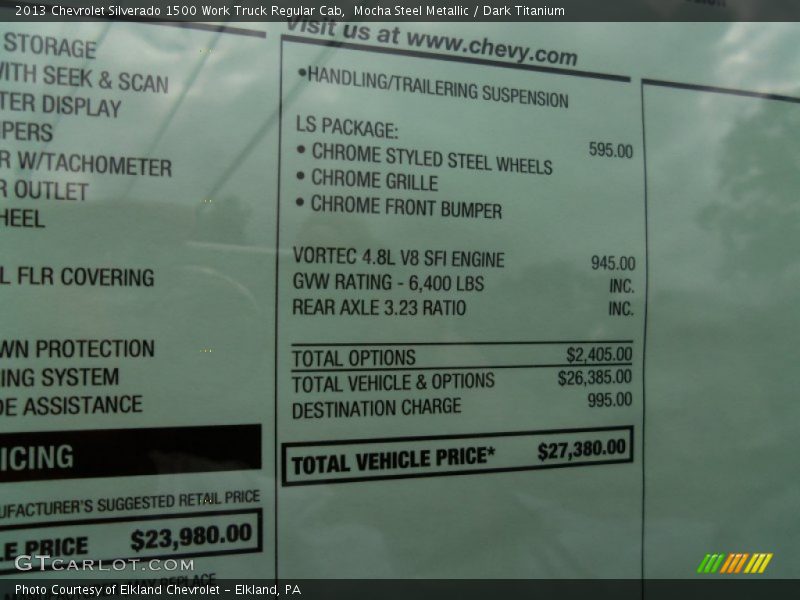 2013 Chevrolet Silverado 1500 Work Truck Regular Cab, Mocha Steel Metallic / Dark Titanium
STORAGE
WITH SEEK & SCAN
TER DISPLAY
PERS
R W/TACHOMETER
R OUTLET
HEEL
L FLR COVERING
WN PROTECTION
ING SYSTEM
DE ASSISTANCE
ICING
UFACTURER'S SUGGESTED RETAIL PRICE
LE PRICE $23,980.00
MAY REPLACE
Visit us at www.chevy.com
•HANDLING/TRAILERING SUSPENSION
LS PACKAGE: 595.00
• CHROME STYLED STEEL WHEELS
• CHROME GRILLE
• CHROME FRONT BUMPER
VORTEC 4.8L V8 SFI ENGINE 945.00
GVW RATING - 6,400 LBS INC.
REAR AXLE 3.23 RATIO INC.
TOTAL OPTIONS $2,405.00
TOTAL VEHICLE & OPTIONS $26,385.00
DESTINATION CHARGE 995.00
TOTAL VEHICLE PRICE* $27,380.00
GTCARLOT.COM
Photo Courtesy of Elkland Chevrolet - Elkland, PA